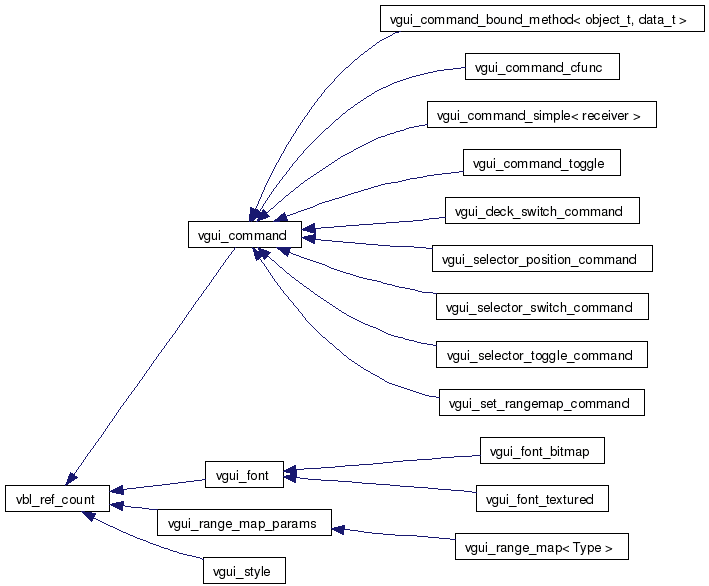 vgui_command_bound_method< object_t, data_t >
vgui_command_cfunc
vgui_command_simple< receiver >
vgui_command_toggle
vgui_deck_switch_command
vgui_command
vgui_selector_position_command
vgui_selector_switch_command
vgui_selector_toggle_command
vgui_set_rangemap_command
vgui_font_bitmap
vgui_font
vbl_ref_count
vgui_font_textured
vgui_range_map_params
vgui_range_map< Type >
vgui_style